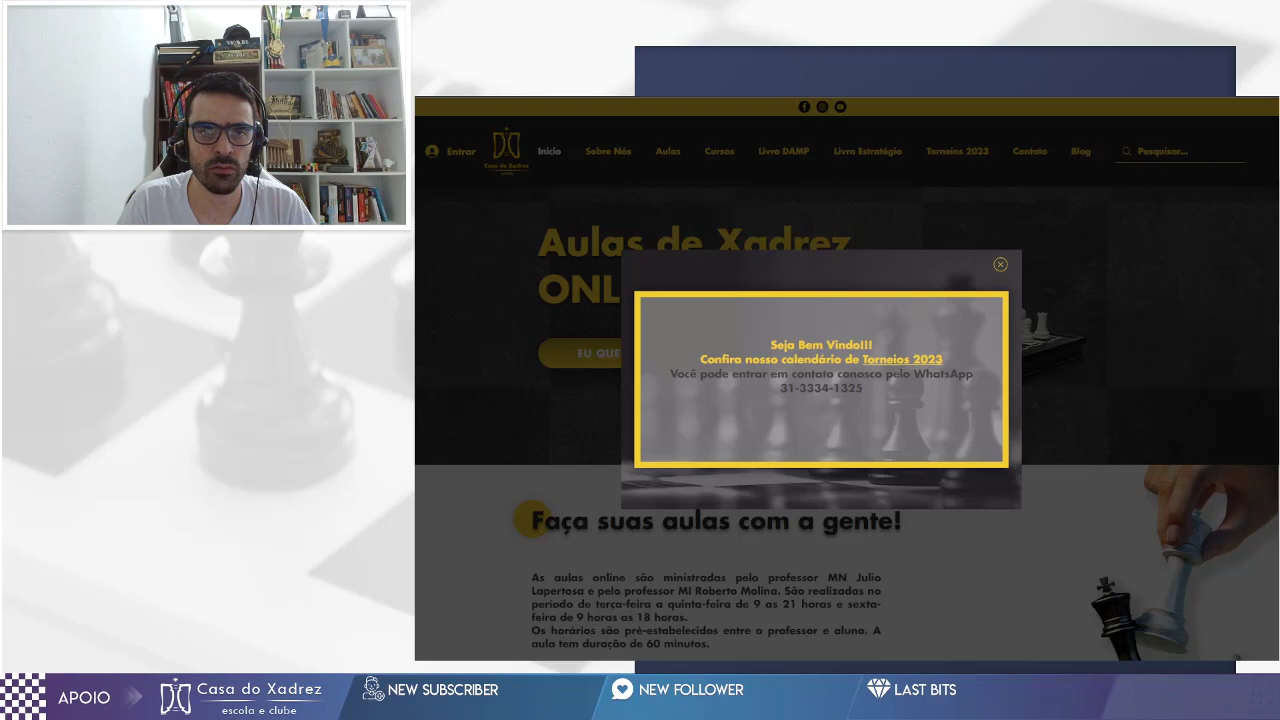 Entrar
Casa do Xadrez
Início
Sobre Nós
Aulas
Cursos
Livro DAMP
Livro Estratégia
Torneios 2023
Contato
Blog
Pesquisar...
Aulas de Xadrez
ONL
EU QUE
Seja Bem Vindo!!!
Confira nosso calendário de Torneios 2023
Você pode entrar em contato conosco pelo WhatsApp
31-3334-1325
Faça suas aulas com a gente!
As aulas online são ministradas pelo professor MN Julio
Lapertosa e pelo professor MI Roberto Molina. São realizadas no
período de terça-feira a quinta-feira de 9 as 21 horas e sexta-
feira de 9 horas as 18 horas.
Os horários são pré-estabelecidos entre o professor e aluno. A
aula tem duração de 60 minutos.
APOIO
Casa do Xadrez
escola e clube
NEW SUBSCRIBER
NEW FOLLOWER
LAST BITS